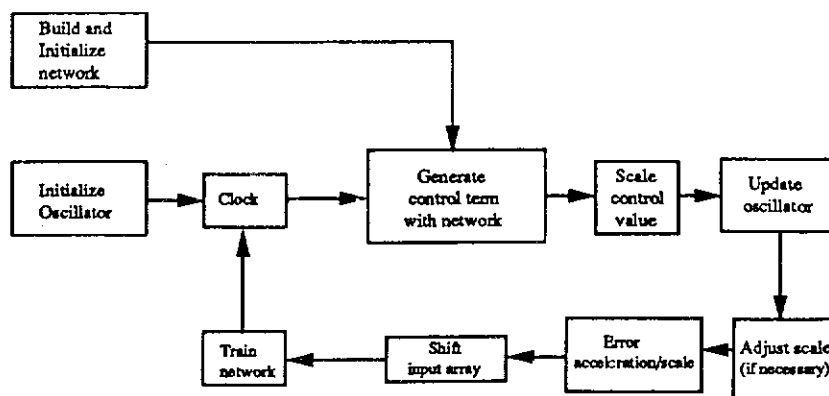 Build and
Initialize
network
Initialize
Oscillator
Clock
Generate
control term
with network
Scale
control
value
Update
oscillator
Train
network
Shift
input array
Error
acceleration/scale
Adjust scale
(if necessary)